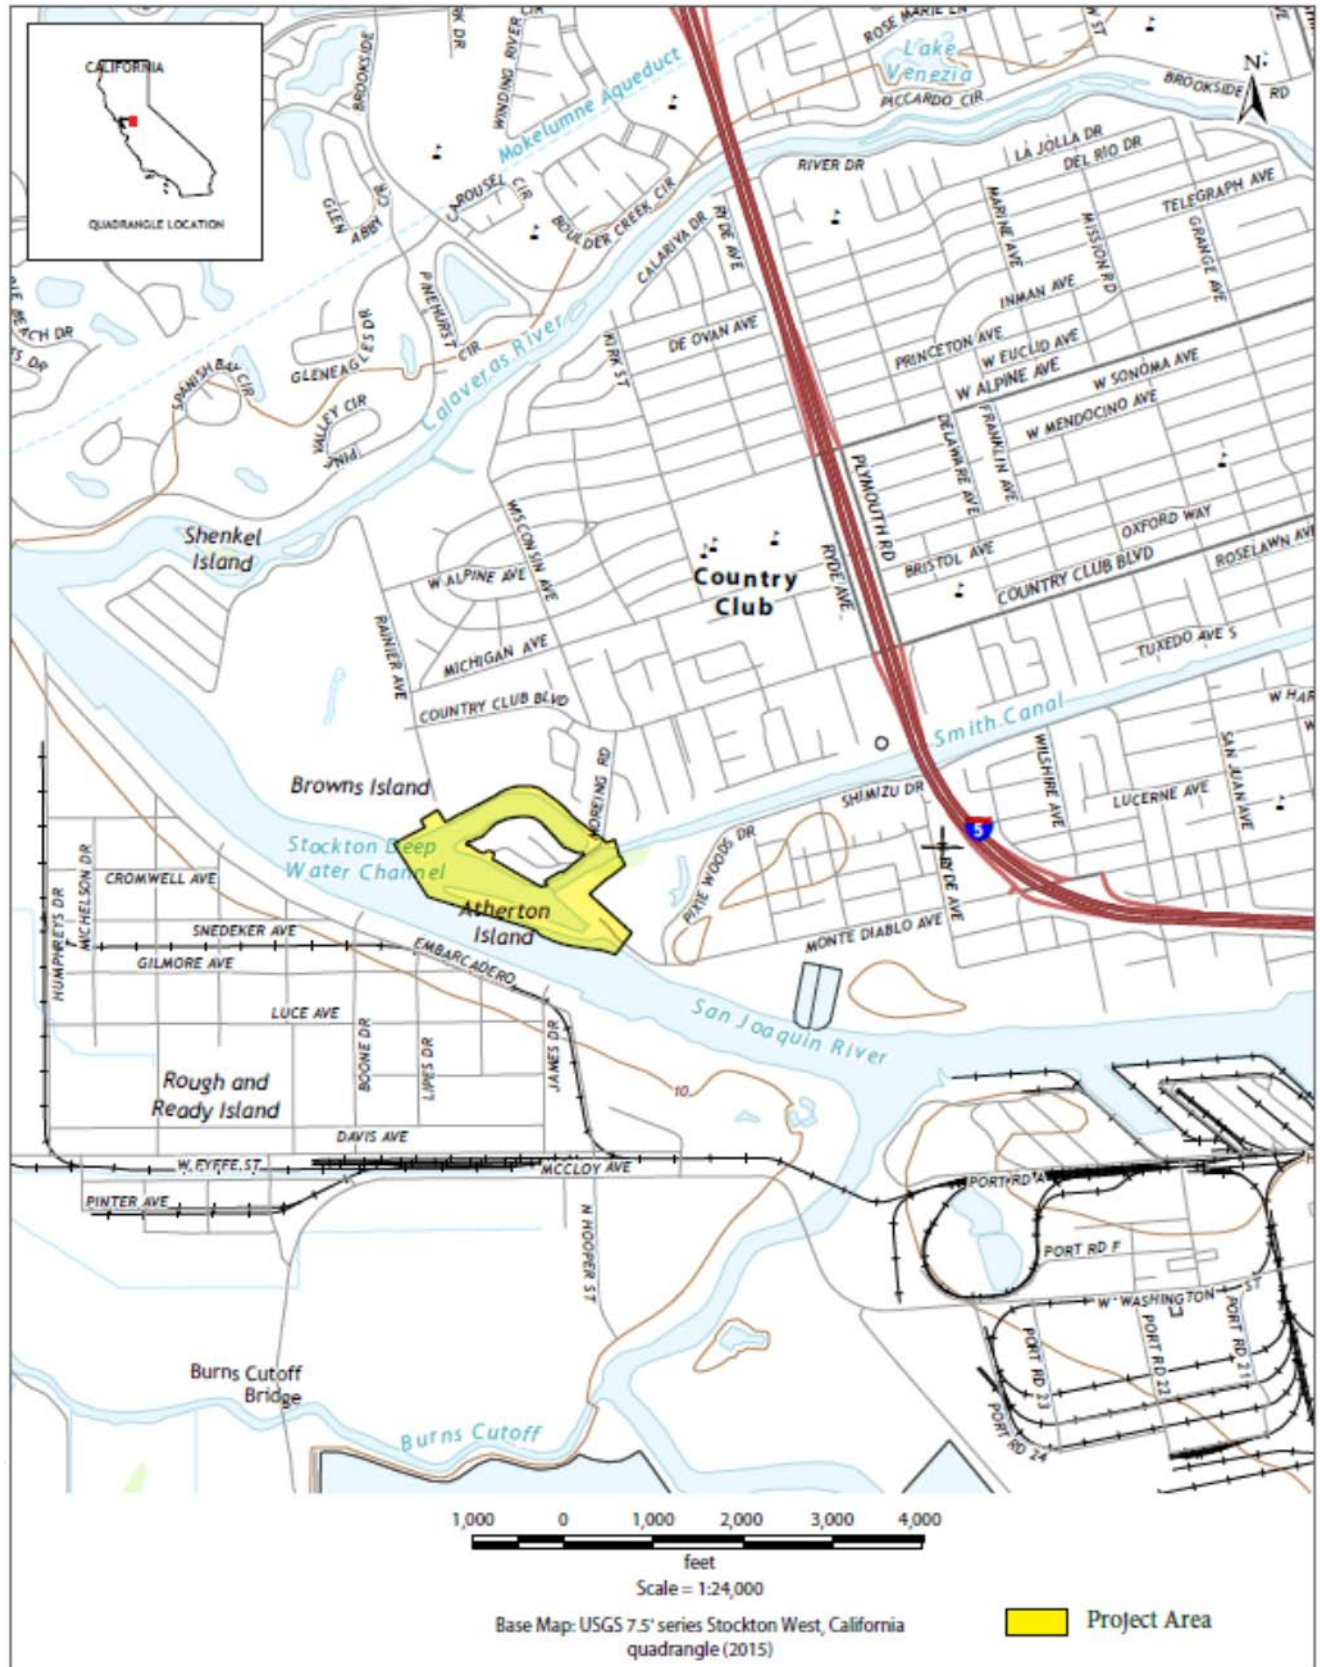 CALIFORNIA
QUADRANGLE LOCATION
BROOKSIDE
RK DR
WINDING RIVER
CIR
Mokelumne Aqueduct
ROSE MARIE LN
W ST
Lake
Venezia
PICCARDO CIR
BROOKSIDE RD
N
RIVER DR
LA JOLLA DR
DEL RIO DR
TELEGRAPH AVE
MARINE AVE
MISSION RD
GRANGE AVE
GLEN
ABBY
CIR
CAROUSEL CIR
BOULDER CREEK CIR
CALARIVA DR
RYDE AVE
PINEHURST
CIR
GLENEAGLES DR
EACH DR
SPANISH BAY CIR
VALLEY CIR
PINE
Calaveras River
KIRK ST
DE OVAN AVE
INMAN AVE
PRINCETON AVE
W EUCLID AVE
W ALPINE AVE
W SONOMA AVE
W MENDOCINO AVE
DELAWARE AVE
FRANKLIN AVE
PLYMOUTH RD
RYDE AVE
OXFORD WAY
BRISTOL AVE
COUNTRY CLUB BLVD
ROSELAWN AVE
TUXEDO AVE S
Shenkel
Island
WISCONSIN AVE
W ALPINE AVE
RAINIER AVE
MICHIGAN AVE
COUNTRY CLUB BLVD
Country
Club
Smith Canal
W HAR
W
WILSHIRE AVE
SAN JUAN AVE
LUCERNE AVE
SHIMIZU DR
MOREING RD
Browns Island
5
Stockton Deep
Water Channel
PIXIE WOODS DR
RYDE AVE
MONTE DIABLO AVE
Atherton
Island
HUMPHREYS DR
MICHELSON DR
CROMWELL AVE
SNEDEKER AVE
GILMORE AVE
EMBARCADERO
LUCE AVE
BOONE DR
LIPES DR
JAMES DR
San Joaquin River
Rough and
Ready Island
10
DAVIS AVE
W FYFFE ST
MCCLOY AVE
PINTER AVE
N HOOPER ST
PORT RD A
PORT RD F
W WASHINGTON ST
PORT RD 23
PORT RD 22
PORT RD 21
PORT RD 24
Burns Cutoff
Bridge
Burns Cutoff
1,000 0 1,000 2,000 3,000 4,000
feet
Scale = 1:24,000
Base Map: USGS 7.5' series Stockton West, California
quadrangle (2015)
Project Area